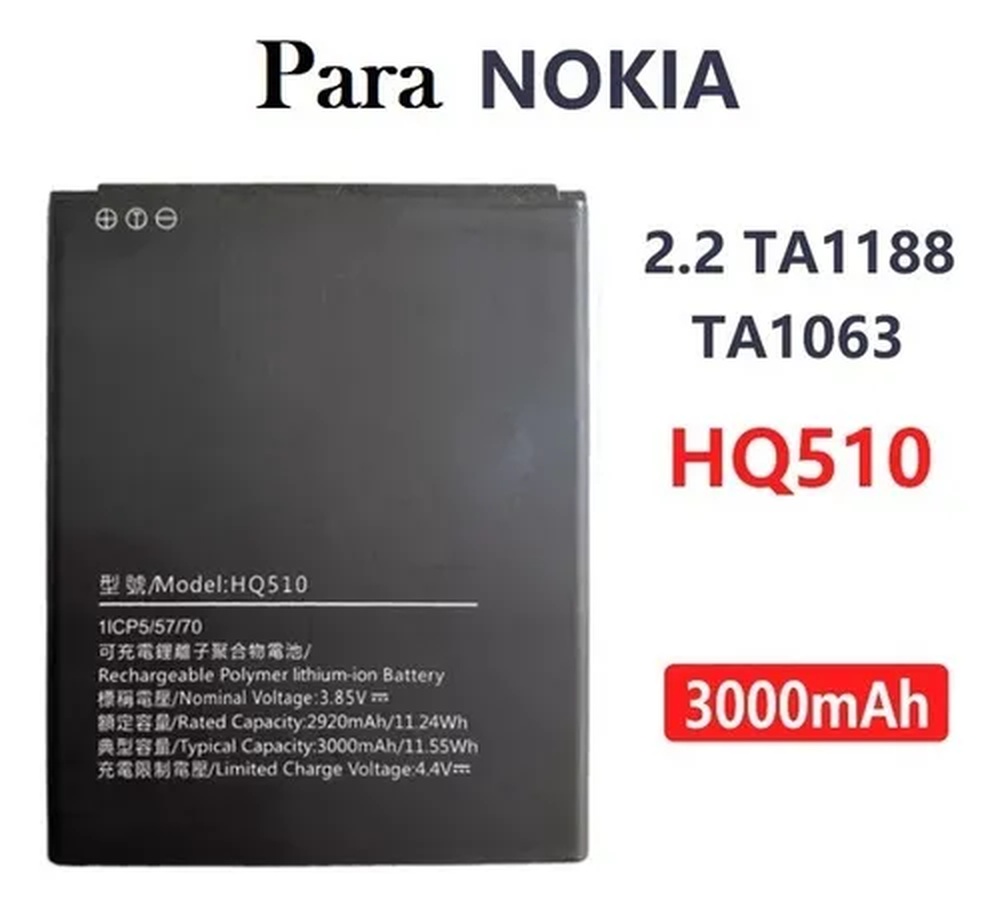 Para NOKIA
2.2 TA1188
TA1063
HQ510
3000mAh
型號/Model:HQ510
1ICP5/57/70
可充電鋰離子聚合物電池/
Rechargeable Polymer lithium-ion Battery
標稱電壓/Nominal Voltage:3.85V⎓
額定容量/Rated Capacity:2920mAh/11.24Wh
典型容量/Typical Capacity:3000mAh/11.55Wh
充電限制電壓/Limited Charge Voltage:4.4V⎓